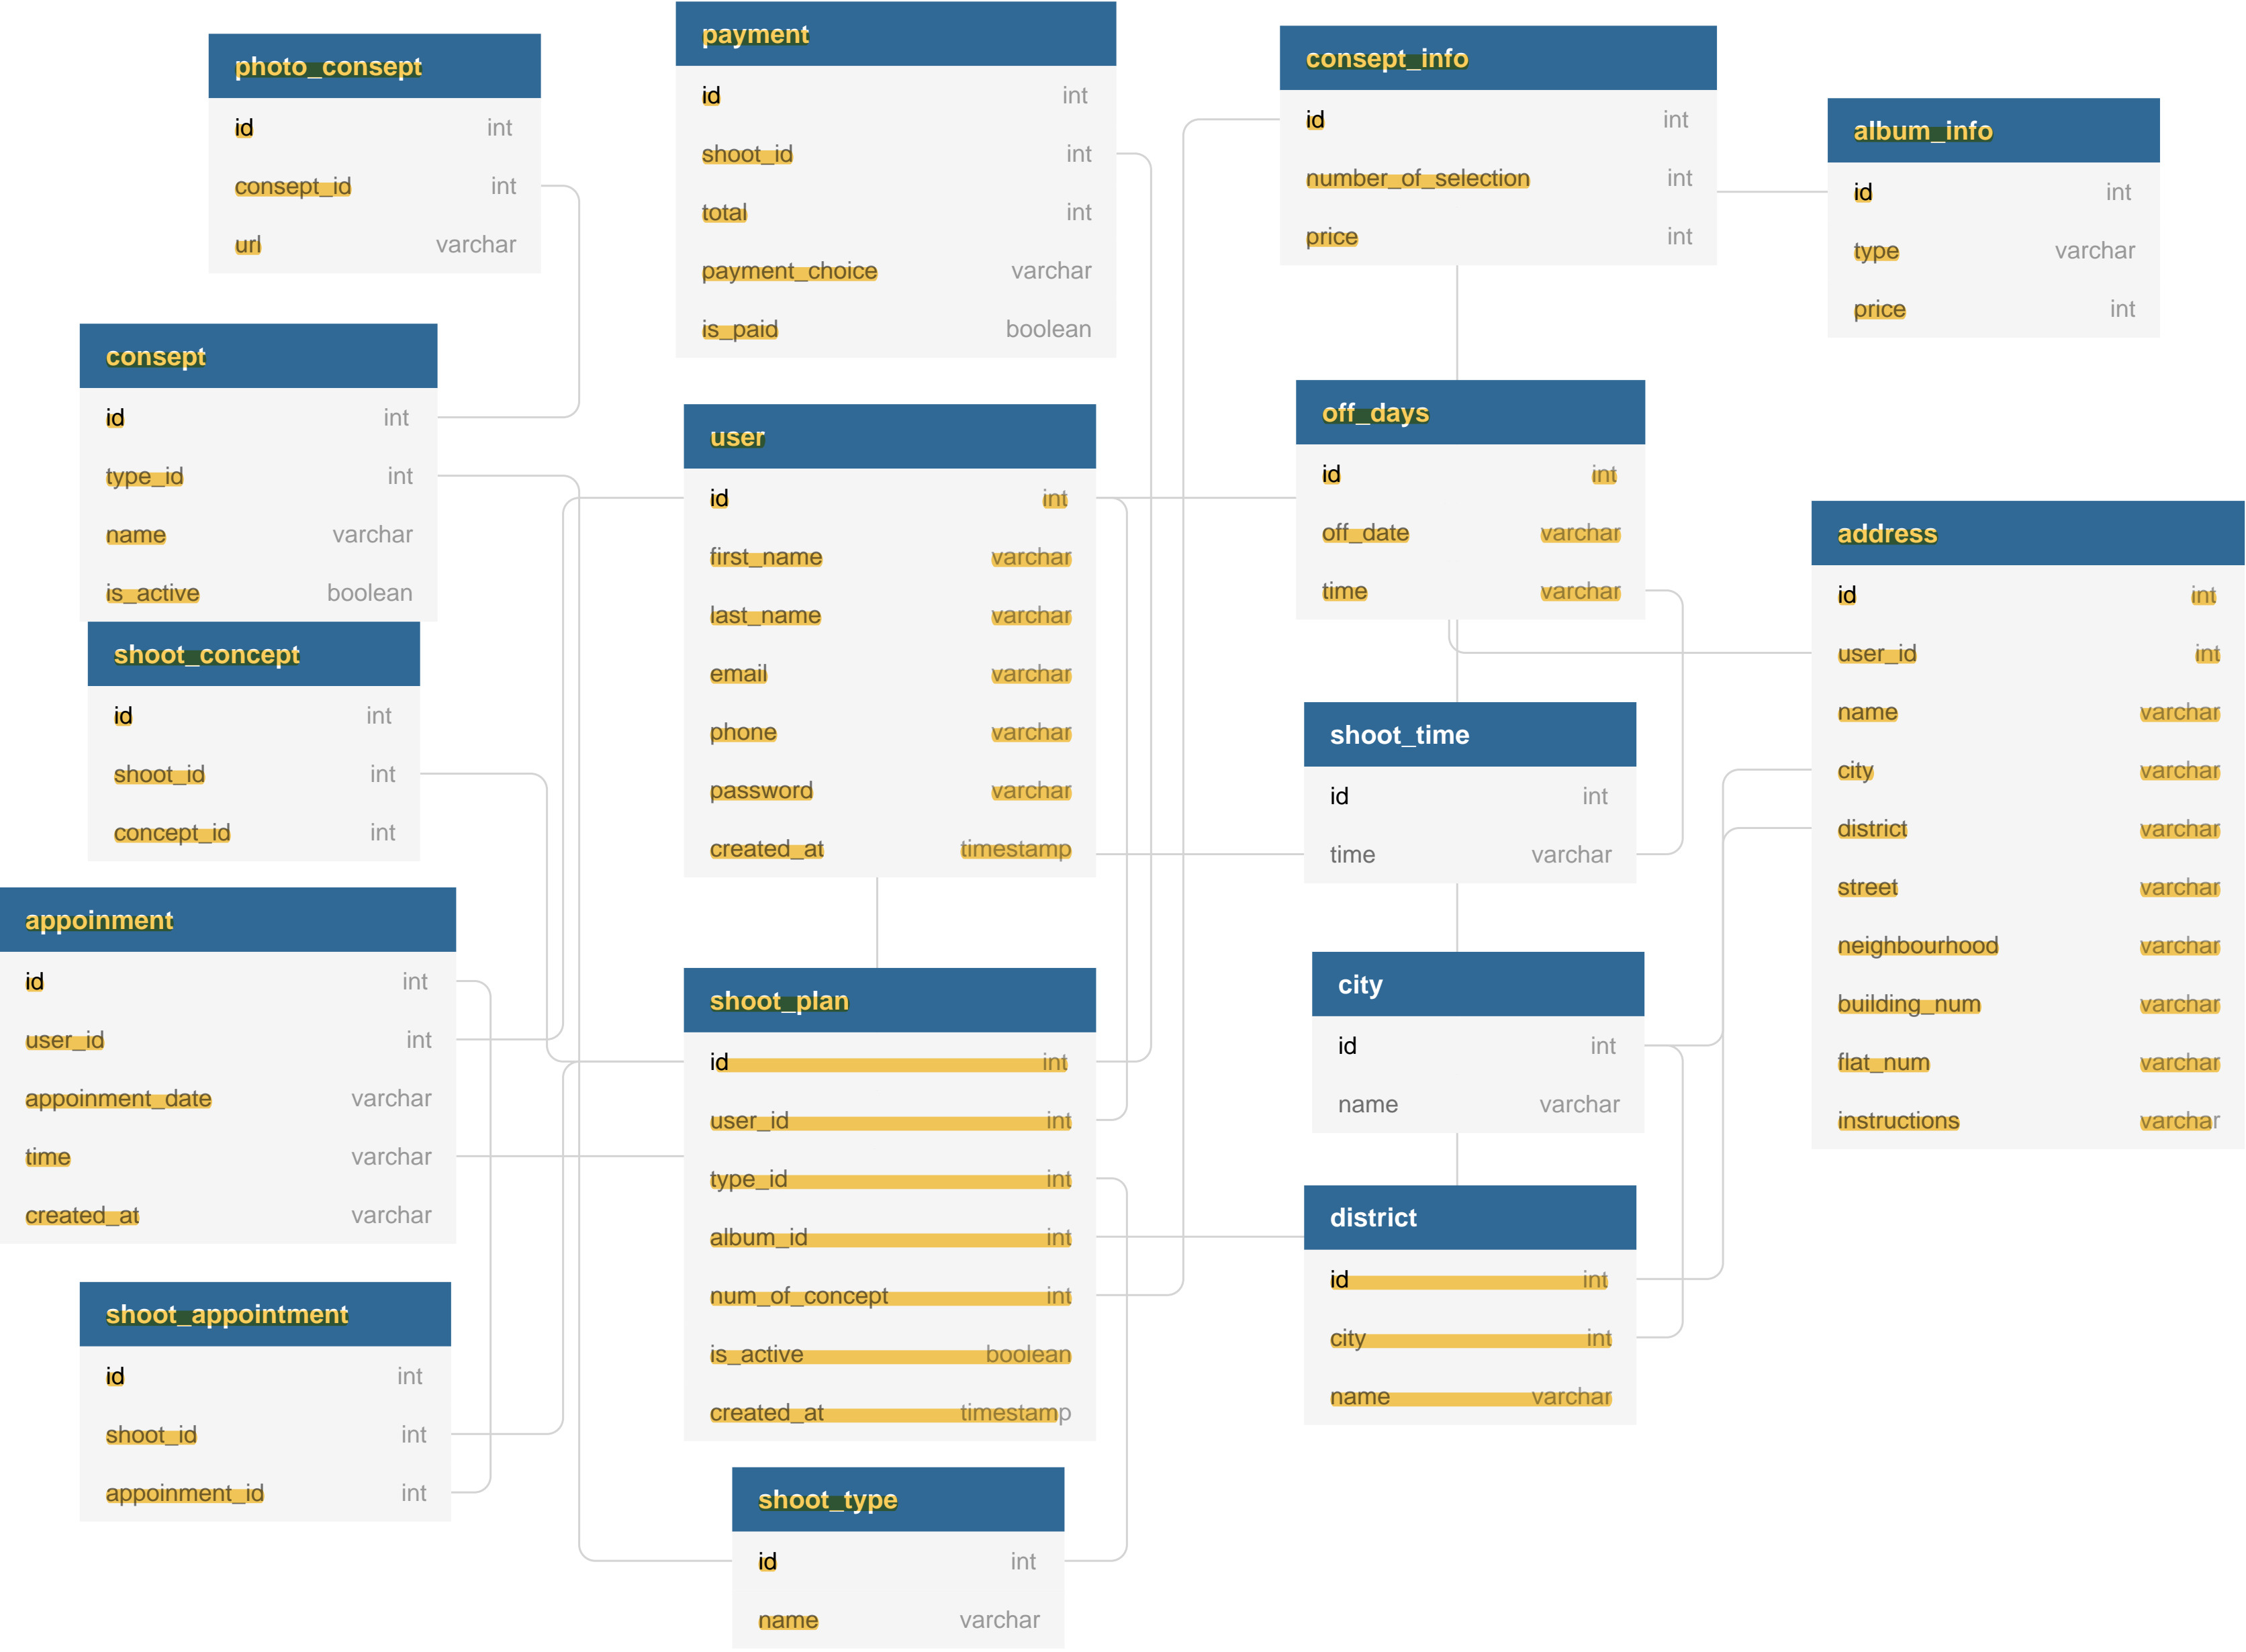 photo_consept
id int
consept_id int
url varchar
consept
id int
type_id int
name varchar
is_active boolean
shoot_concept
id int
shoot_id int
concept_id int
appoinment
id int
user_id int
appoinment_date varchar
time varchar
created_at varchar
shoot_appointment
id int
shoot_id int
appoinment_id int
payment
id int
shoot_id int
total int
payment_choice varchar
is_paid boolean
user
id int
first_name varchar
last_name varchar
email varchar
phone varchar
password varchar
created_at timestamp
shoot_plan
id int
user_id int
type_id int
album_id int
num_of_concept int
is_active boolean
created_at timestamp
shoot_type
id int
name varchar
consept_info
id int
number_of_selection int
price int
off_days
id int
off_date varchar
time varchar
shoot_time
id int
time varchar
city
id int
name varchar
district
id int
city int
name varchar
album_info
id int
type varchar
price int
address
id int
user_id int
name varchar
city varchar
district varchar
street varchar
neighbourhood varchar
building_num varchar
flat_num varchar
instructions varchar